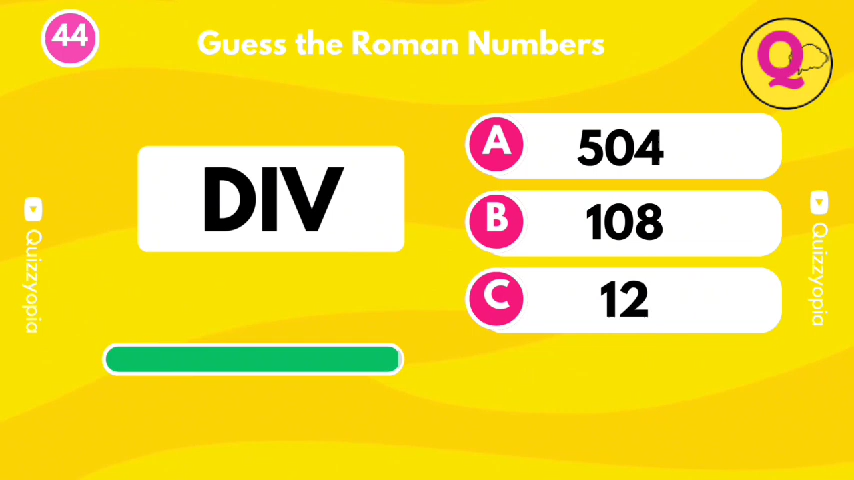 44
Guess the Roman Numbers
Q
DIV
A 504
B 108
C 12
Quizzyopia
Quizzyopia